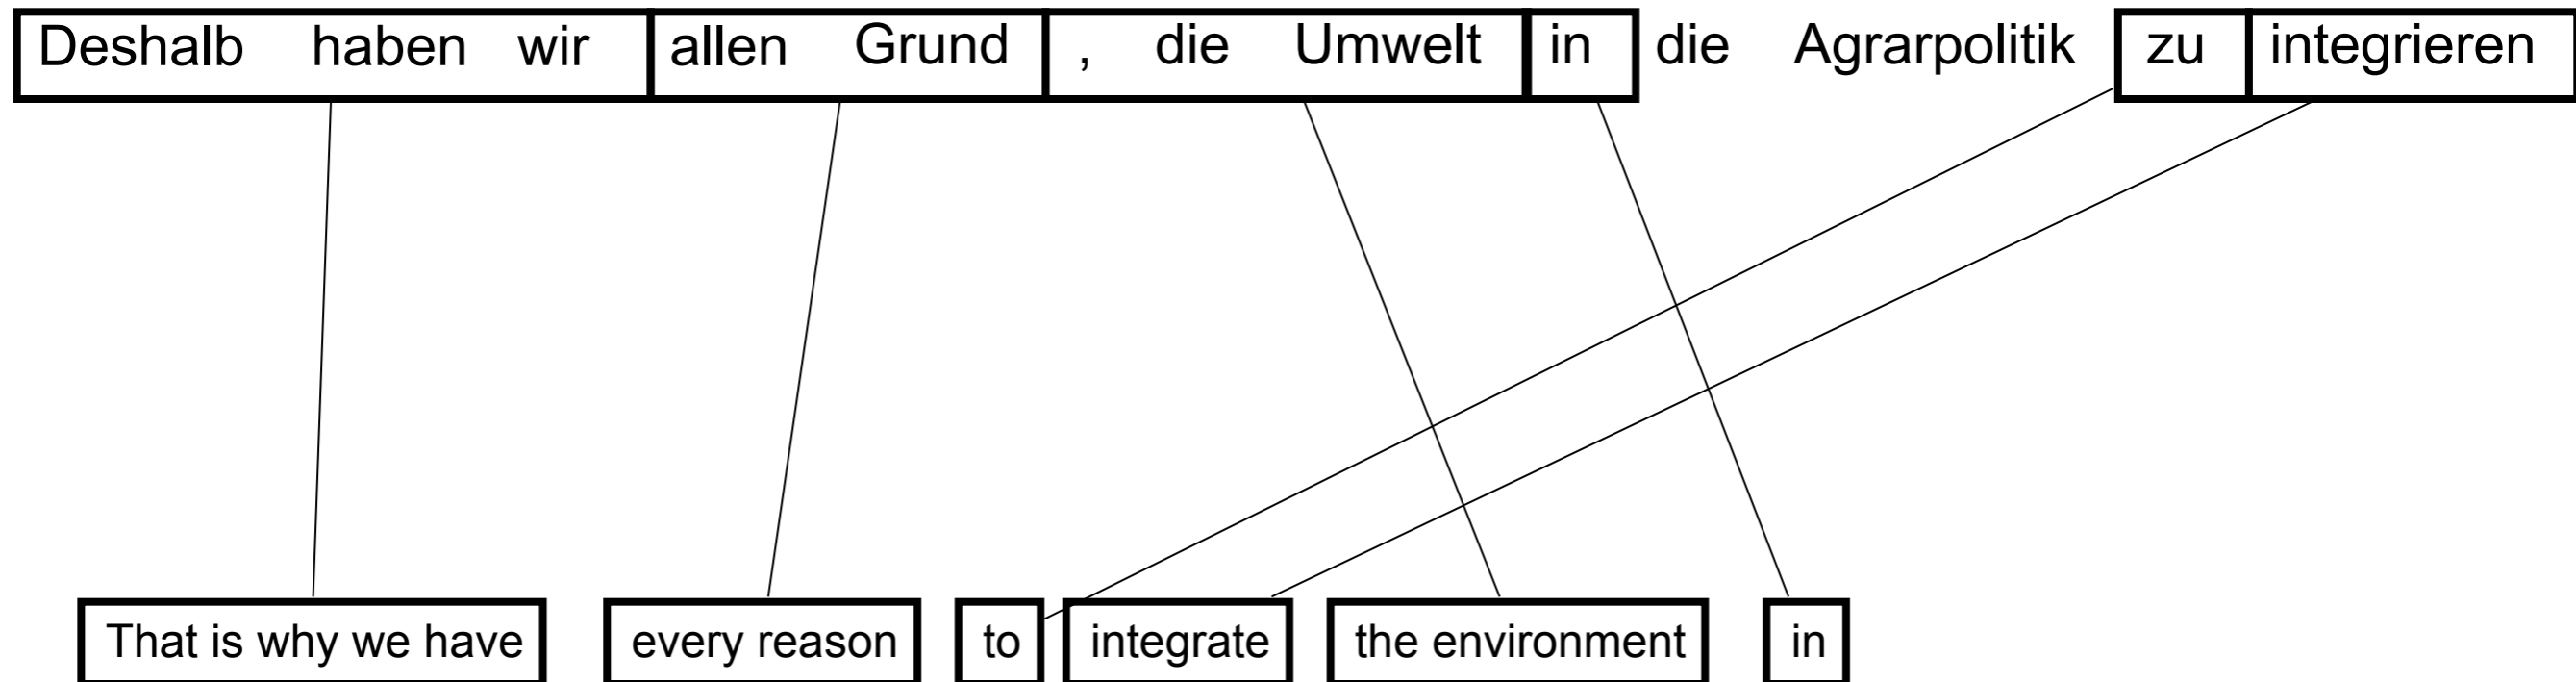 Deshalb haben wir allen Grund , die Umwelt in die Agrarpolitik zu integrieren
That is why we have every reason to integrate the environment in